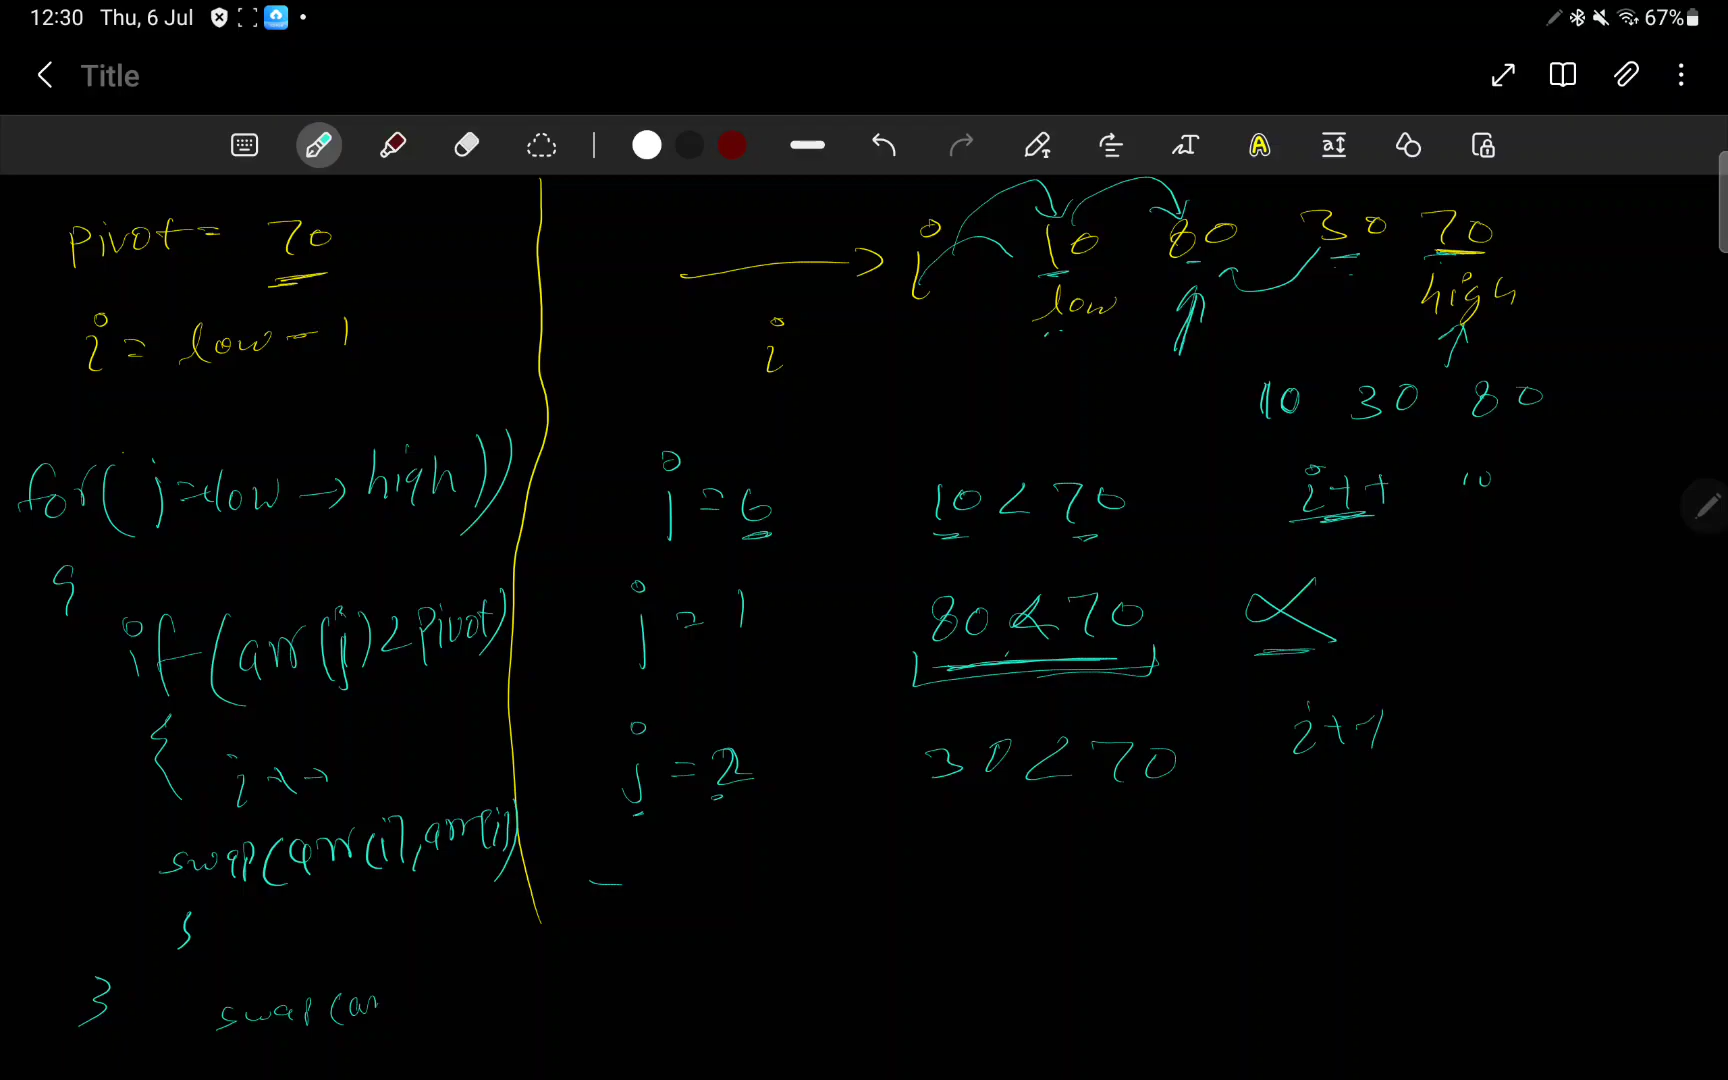 12:30 Thu, 6 Jul 67%
Title
pivot = 70
i = low - 1
for( j = low → high))
if (arr(j) < pivot)
{ i++
swap(arr(i), arr(j)
}
}
swap(ar
i 10 80 30 70
low high
i
10 30 80
j = 0 10 < 70 i++ 10
j = 1 80 < 70
j = 2 30 < 70 i++